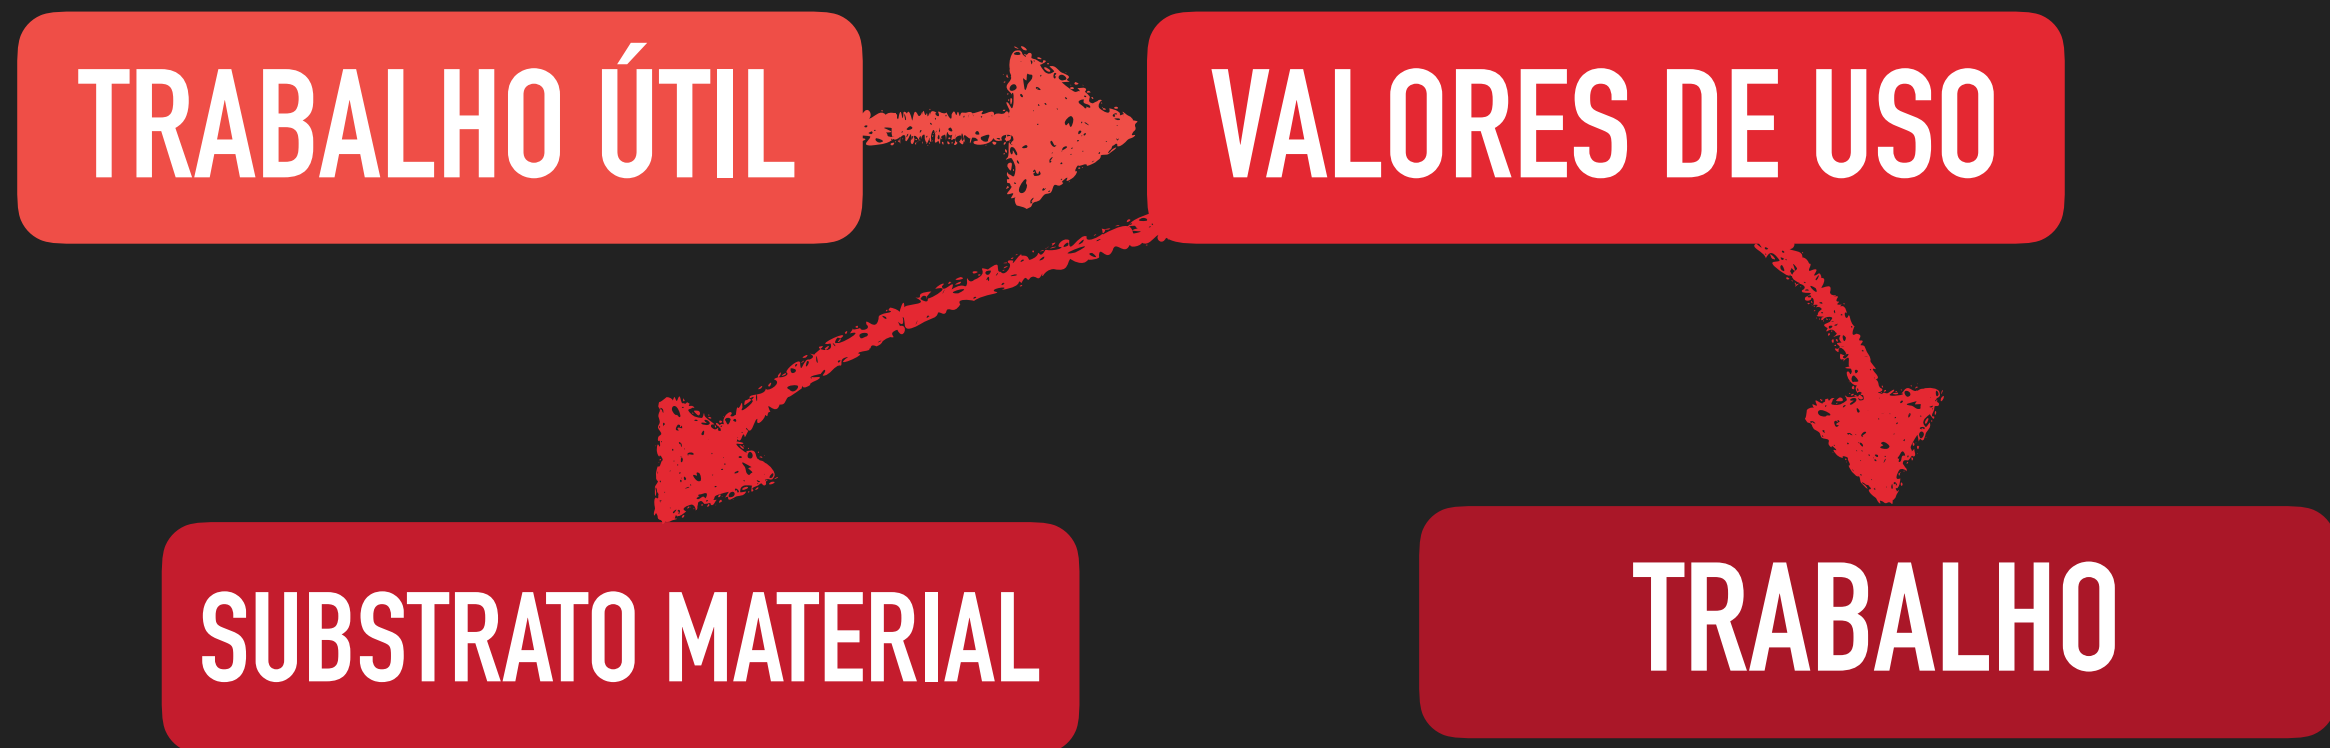 TRABALHO ÚTIL
VALORES DE USO
SUBSTRATO MATERIAL
TRABALHO